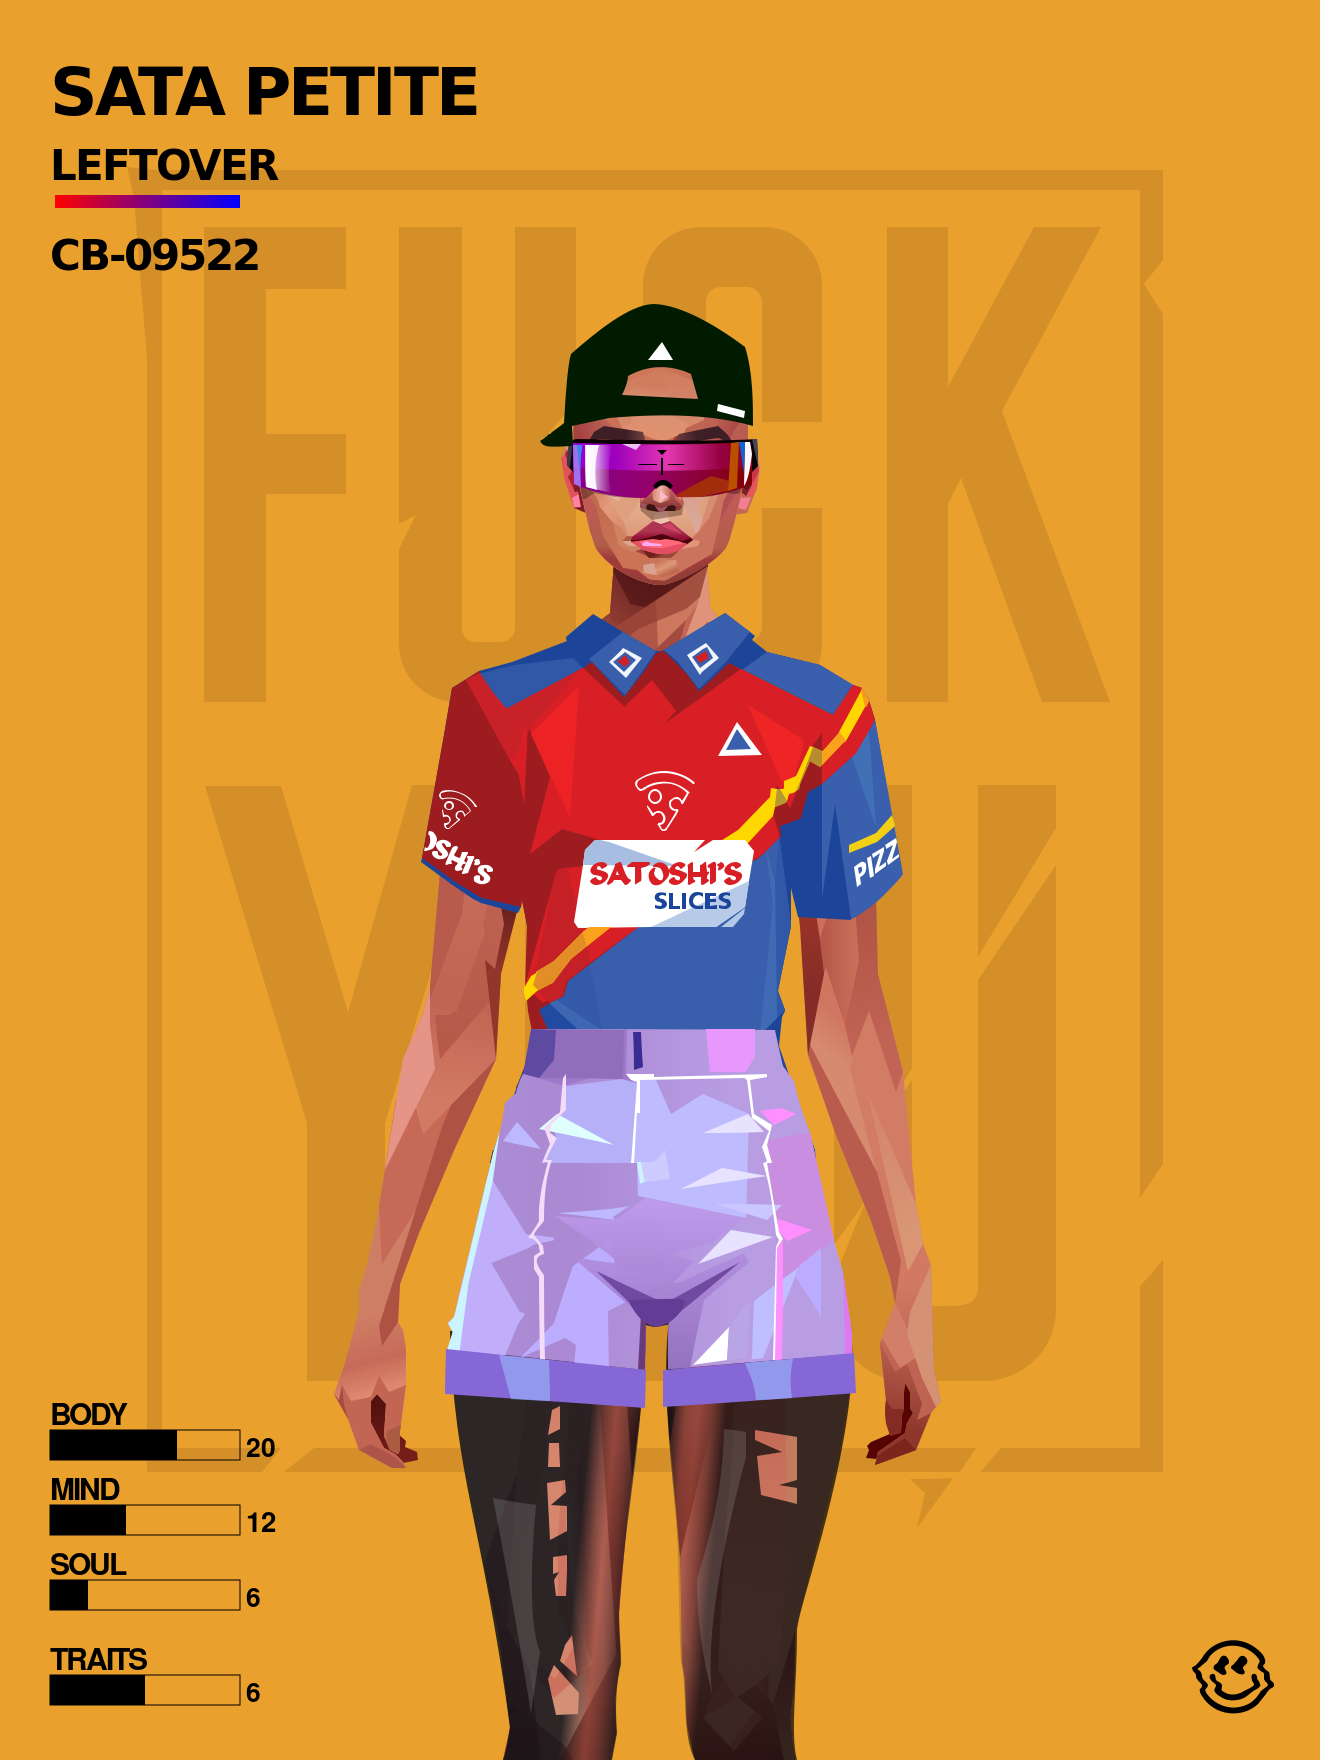 SATA PETITE
LEFTOVER
CB-09522
FUCK
YOU
OSHI'S
SATOSHI'S
SLICES
PIZZ
BODY
20
MIND
12
SOUL
6
TRAITS
6